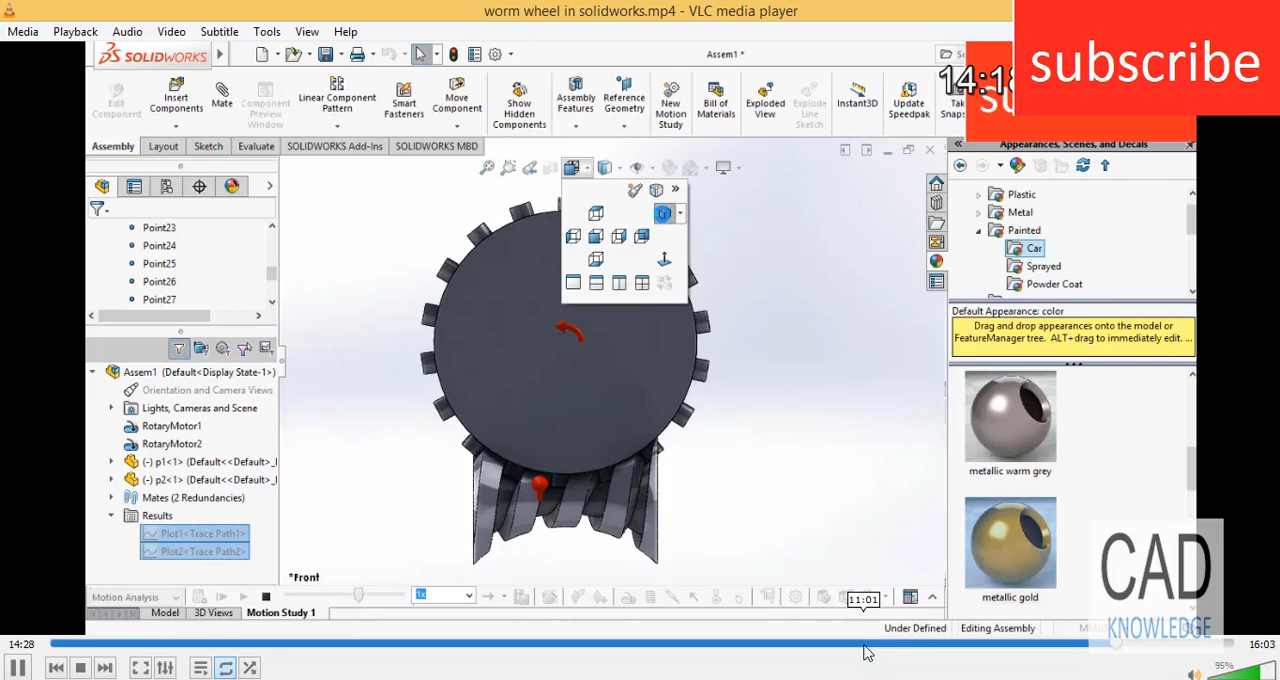 worm wheel in solidworks.mp4 - VLC media player
Media Playback Audio Video Subtitle Tools View Help
subscribe
14:18
SOLIDWORKS
Assem1 *
Edit Component
Insert Components
Mate
Component Preview Window
Linear Component Pattern
Smart Fasteners
Move Component
Show Hidden Components
Assembly Features
Reference Geometry
New Motion Study
Bill of Materials
Exploded View
Explode Line Sketch
Instant3D
Update Speedpak
Assembly Layout Sketch Evaluate SOLIDWORKS Add-Ins SOLIDWORKS MBD
Appearances, Scenes, and Decals
Point23
Point24
Point25
Point26
Point27
Assem1 (Default<Display State-1>)
Orientation and Camera Views
Lights, Cameras and Scene
RotaryMotor1
RotaryMotor2
(-) p1<1> (Default<<Default>_
(-) p2<1> (Default<<Default>_
Mates (2 Redundancies)
Results
Plot1<Trace Path1>
Plot2<Trace Path2>
*Front
Plastic
Metal
Painted
Car
Sprayed
Powder Coat
Default Appearance: color
Drag and drop appearances onto the model or
FeatureManager tree. ALT+drag to immediately edit. ...
metallic warm grey
metallic gold
CAD
KNOWLEDGE
Motion Analysis
1x
11:01
Model 3D Views Motion Study 1
Under Defined Editing Assembly
14:28
16:03
95%